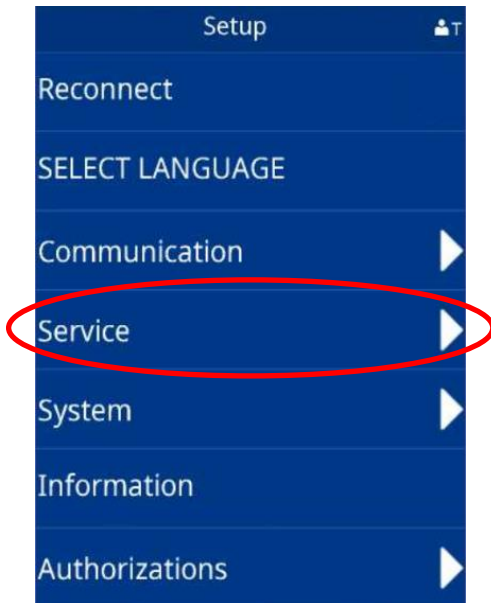 Setup
T
Reconnect
SELECT LANGUAGE
Communication
Service
System
Information
Authorizations